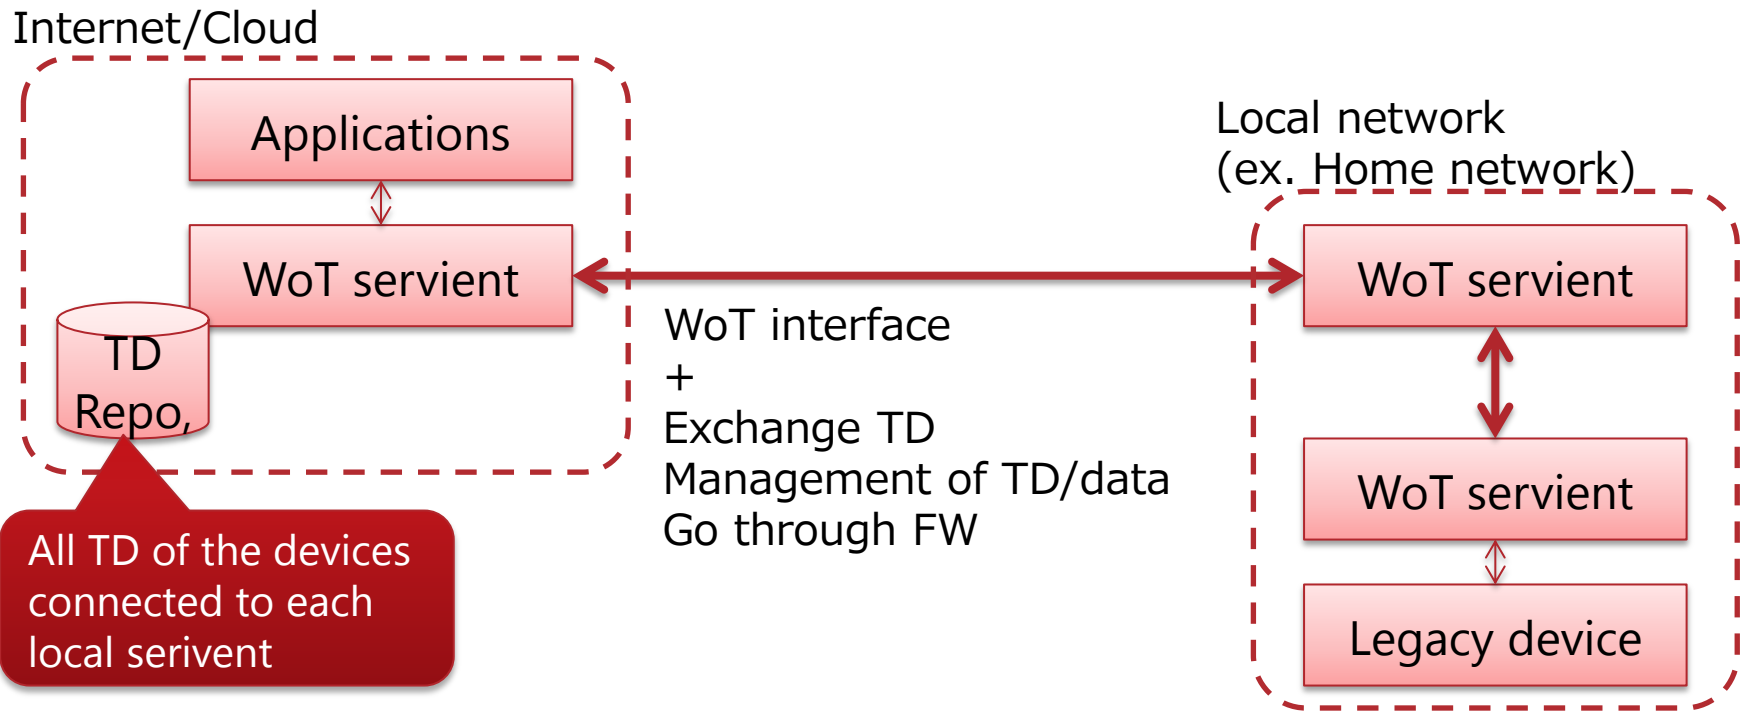 Internet/Cloud
Applications
WoT servient
TD
Repo,
All TD of the devices
connected to each
local serivent
WoT interface
+
Exchange TD
Management of TD/data
Go through FW
Local network
(ex. Home network)
WoT servient
WoT servient
Legacy device